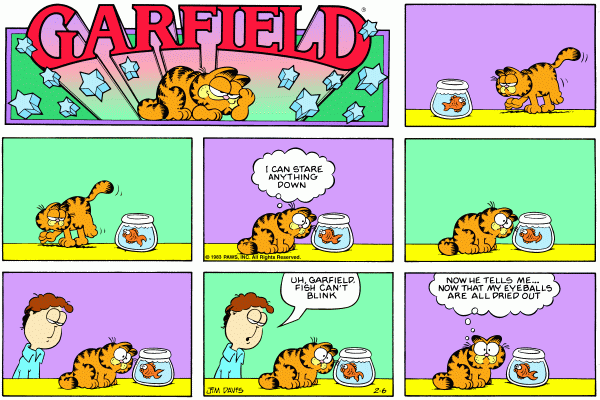 GARFIELD
®
I CAN STARE
ANYTHING
DOWN
© 1983 PAWS, INC. All Rights Reserved.
UH, GARFIELD.
FISH CAN'T
BLINK
JIM DAVIS
2-6
NOW HE TELLS ME...
NOW THAT MY EYEBALLS
ARE ALL DRIED OUT